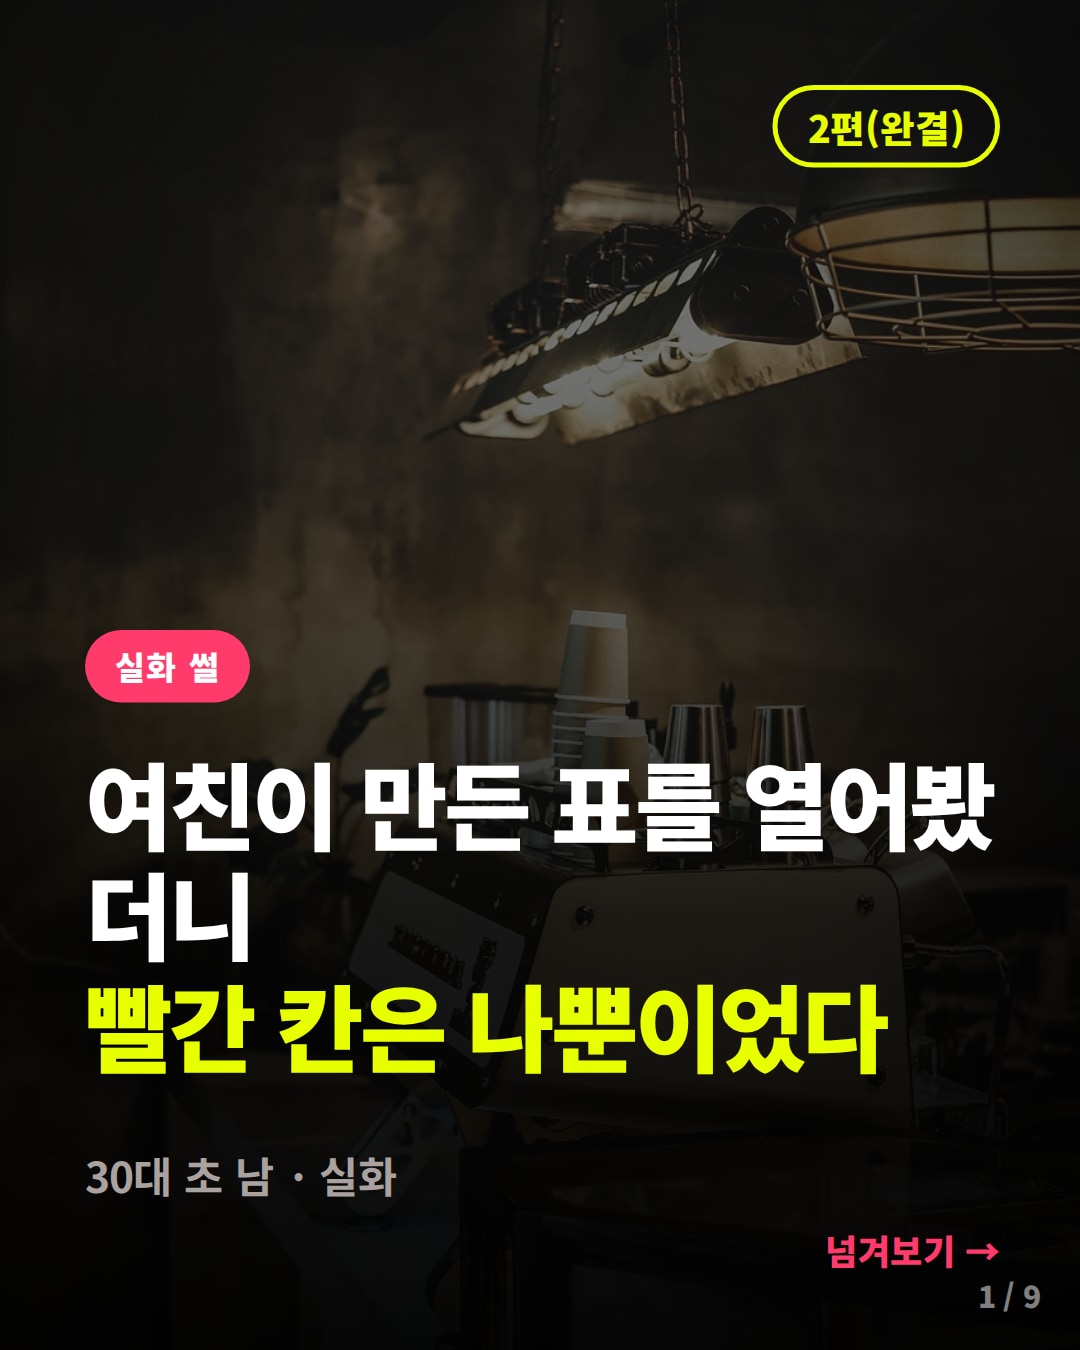 2편(완결)
실화 썰
여친이 만든 표를 열어봤
더니
빨간 칸은 나뿐이었다
30대 초 남 · 실화
넘겨보기 →
1 / 9